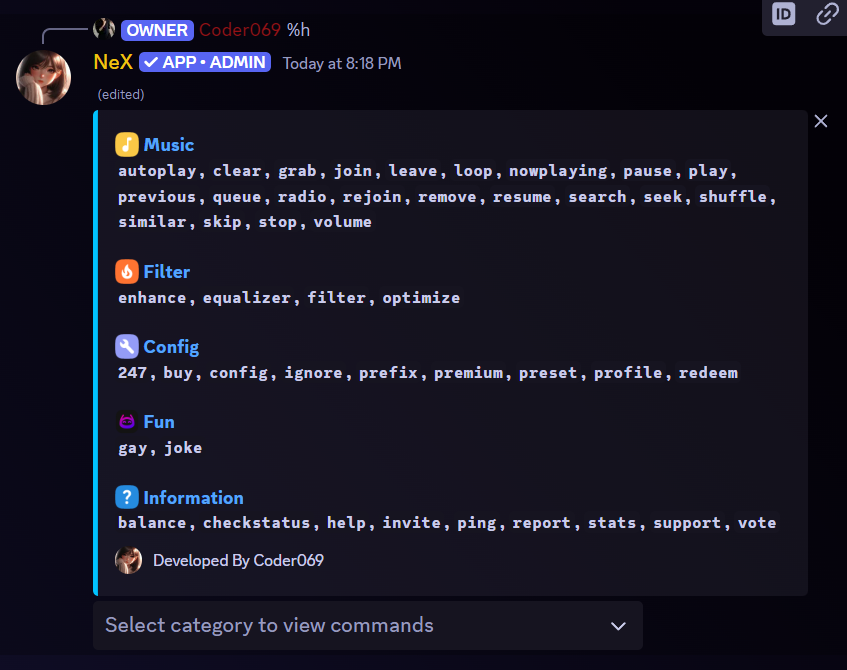 OWNER Coder069 %h
ID
NeX ✓ APP • ADMIN Today at 8:18 PM
(edited)
Music
autoplay, clear, grab, join, leave, loop, nowplaying, pause, play,
previous, queue, radio, rejoin, remove, resume, search, seek, shuffle,
similar, skip, stop, volume
Filter
enhance, equalizer, filter, optimize
Config
247, buy, config, ignore, prefix, premium, preset, profile, redeem
Fun
gay, joke
? Information
balance, checkstatus, help, invite, ping, report, stats, support, vote
Developed By Coder069
Select category to view commands